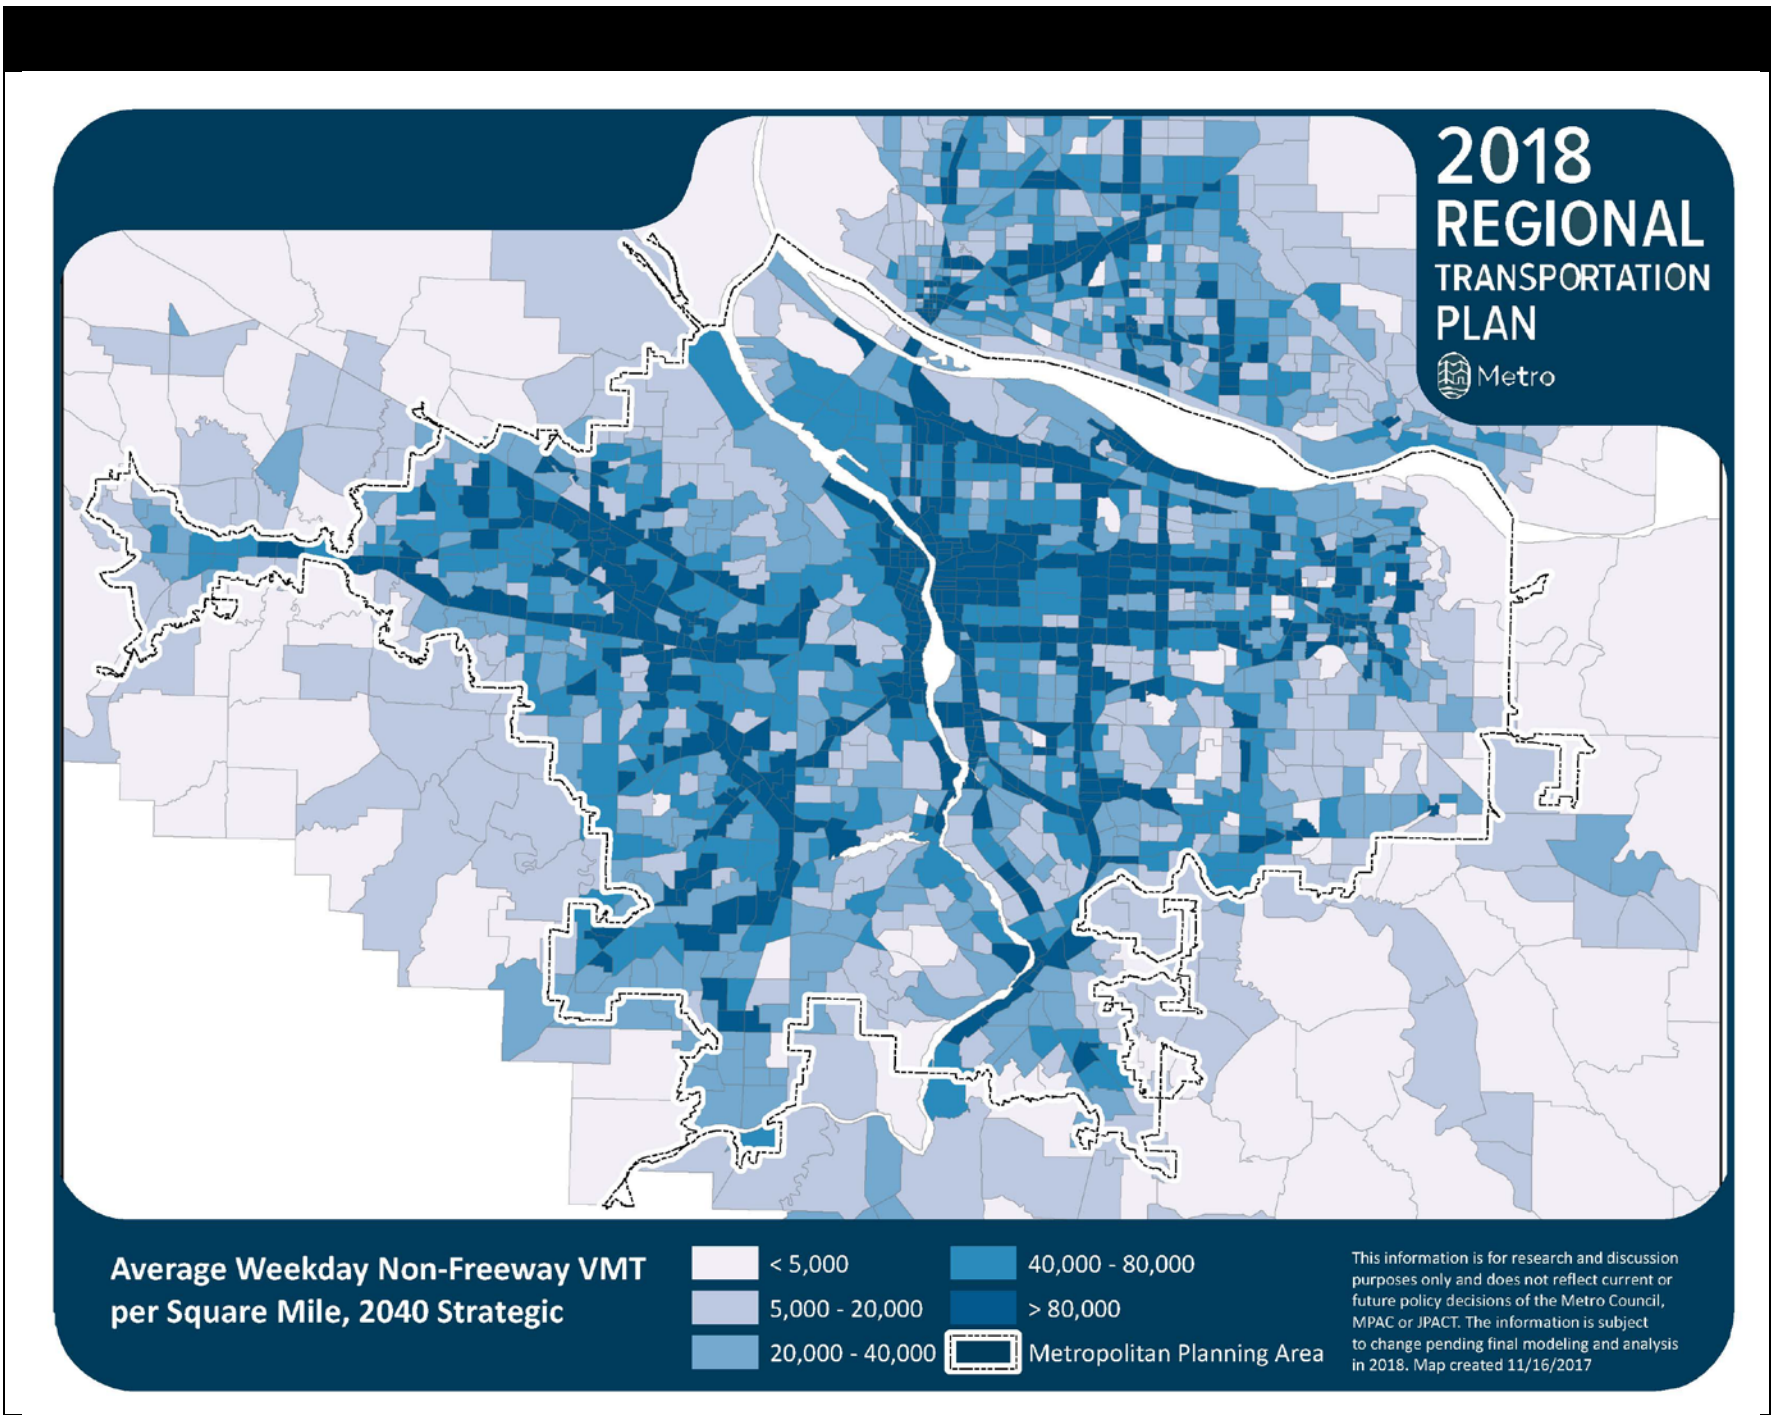 2018
REGIONAL
TRANSPORTATION
PLAN
Metro
Average Weekday Non-Freeway VMT
per Square Mile, 2040 Strategic
< 5,000
5,000 - 20,000
20,000 - 40,000
40,000 - 80,000
> 80,000
Metropolitan Planning Area
This information is for research and discussion
purposes only and does not reflect current or
future policy decisions of the Metro Council,
MPAC or JPACT. The information is subject
to change pending final modeling and analysis
in 2018. Map created 11/16/2017